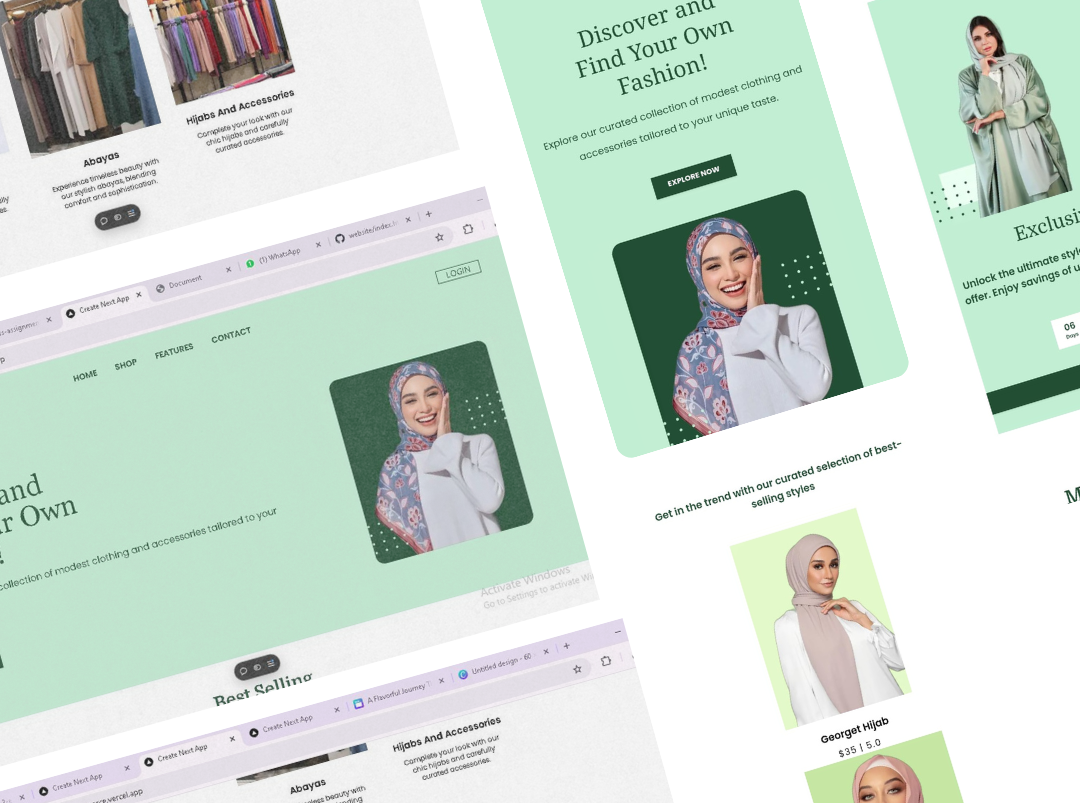 Hijabs And Accessories
Complete your look with our
chic hijabs and carefully
curated accessories.
Abayas
Experience timeless beauty with
our stylish abayas, blending
comfort and sophistication.
Create Next App
Document
(1) WhatsApp
LOGIN
HOME
SHOP
FEATURES
CONTACT
and
Own
collection of modest clothing and accessories tailored to your
Activate Windows
Go to Settings to activate
Best Selling
Create Next App
Create Next App
Create Next App
A Flavorful Journey
Untitled design - 60
.vercel.app
Hijabs And Accessories
Complete your look with our
chic hijabs and carefully
curated accessories.
Abayas
beauty with
blending
Discover and
Find Your Own
Fashion!
Explore our curated collection of modest clothing and
accessories tailored to your unique taste.
EXPLORE NOW
Get in the trend with our curated selection of best-
selling styles
Georget Hijab
$35 | 5.0
Unlock the ultimate
offer. Enjoy savings of
06
Days